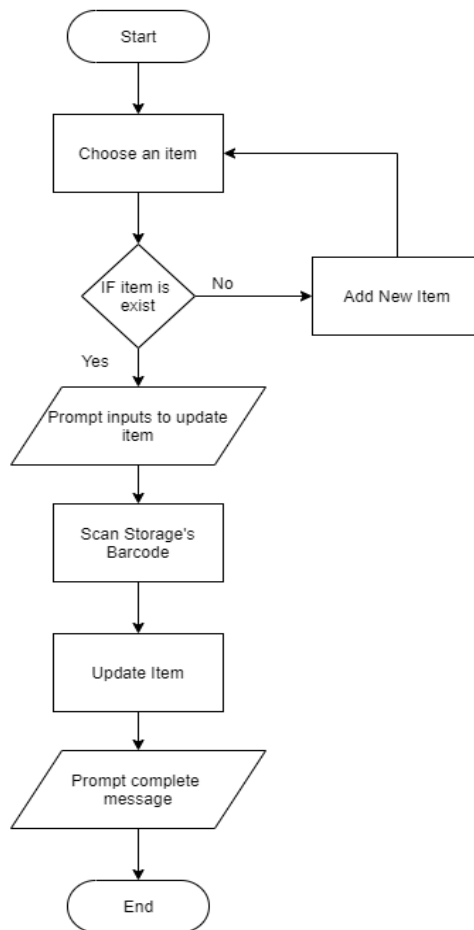 Start
Choose an item
IF item is
exist
No
Add New Item
Yes
Prompt inputs to update
item
Scan Storage's
Barcode
Update Item
Prompt complete
message
End